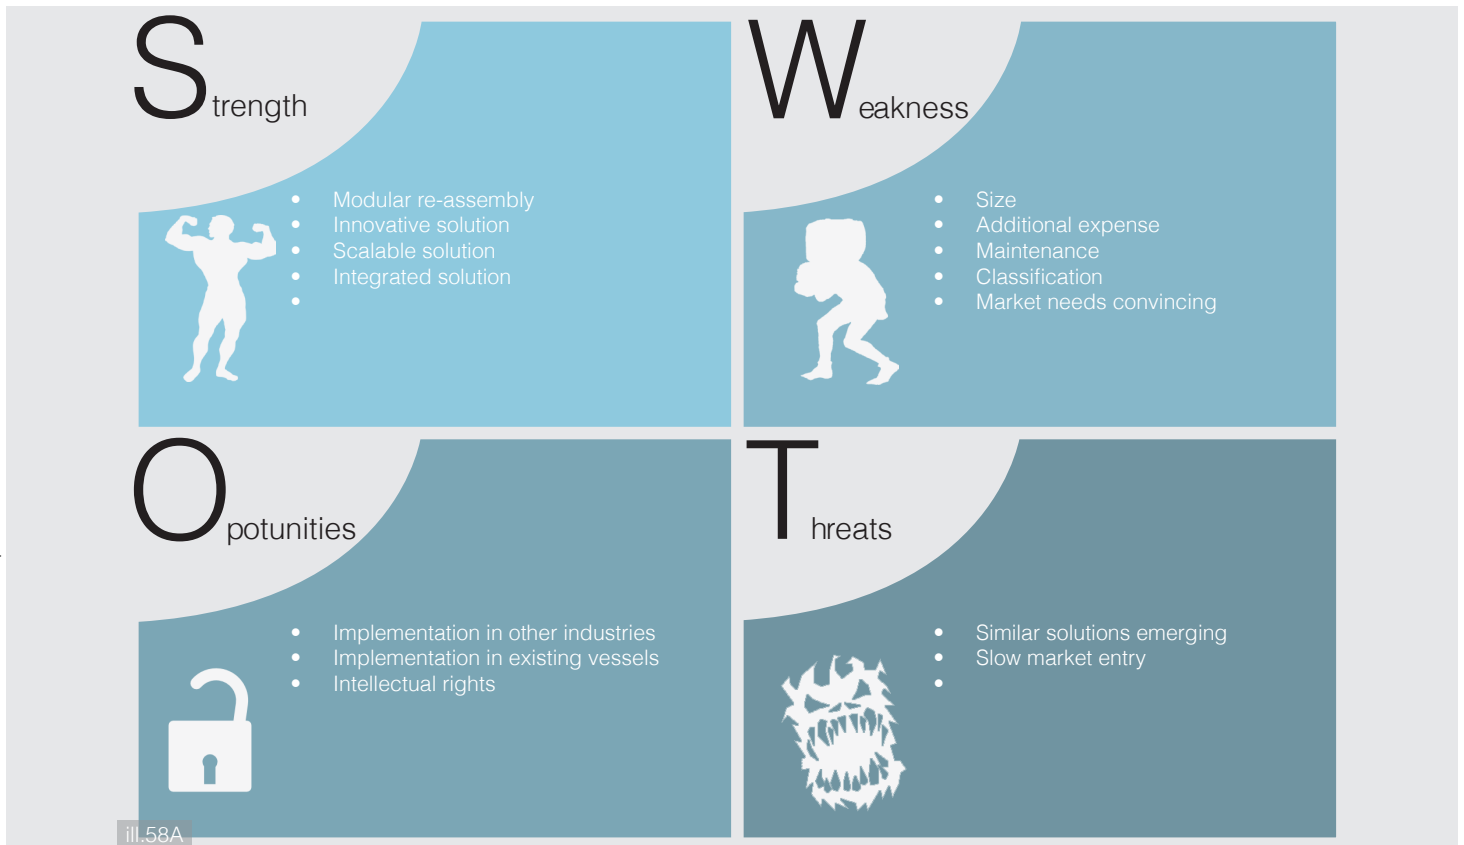 Strength
• Modular re-assembly
• Innovative solution
• Scalable solution
• Integrated solution
•
Weakness
• Size
• Additional expense
• Maintenance
• Classification
• Market needs convincing
Opotunities
• Implementation in other industries
• Implementation in existing vessels
• Intellectual rights
Threats
• Similar solutions emerging
• Slow market entry
•
ill.58A